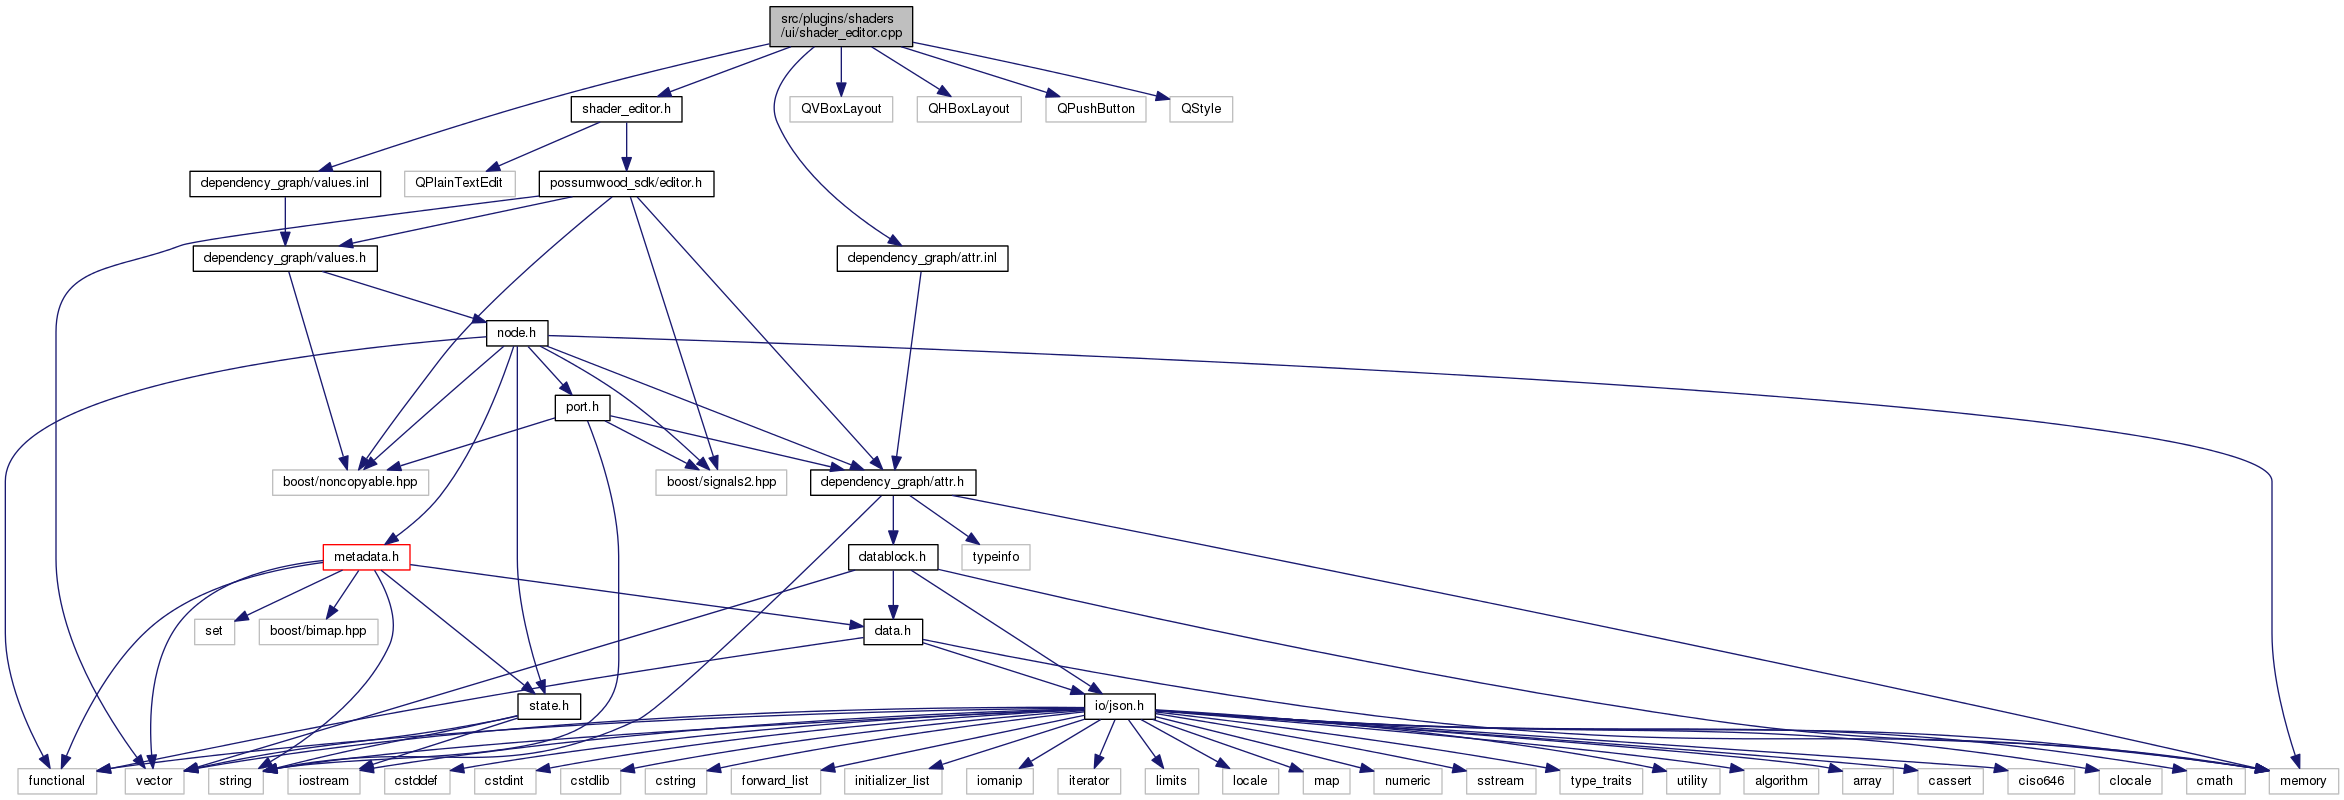 src/plugins/shaders
/ui/shader_editor.cpp
shader_editor.h
QVBoxLayout
QHBoxLayout
QPushButton
QStyle
dependency_graph/values.inl
QPlainTextEdit
possumwood_sdk/editor.h
dependency_graph/values.h
dependency_graph/attr.inl
node.h
port.h
boost/noncopyable.hpp
boost/signals2.hpp
dependency_graph/attr.h
metadata.h
datablock.h
typeinfo
set
boost/bimap.hpp
data.h
state.h
io/json.h
functional
vector
string
iostream
cstddef
cstdint
cstdlib
cstring
forward_list
initializer_list
iomanip
iterator
limits
locale
map
numeric
sstream
type_traits
utility
algorithm
array
cassert
ciso646
clocale
cmath
memory